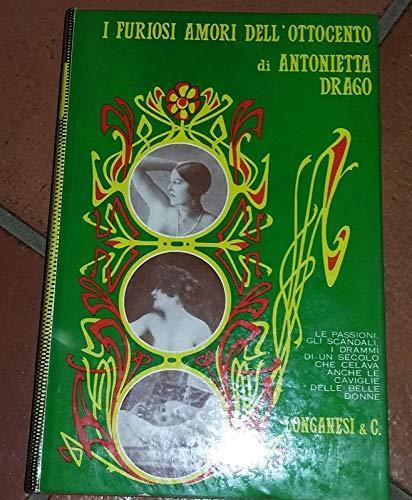 I FURIOSI AMORI DELL'OTTOCENTO
di ANTONIETTA
DRAGO
LE PASSIONI,
GLI SCANDALI,
I DRAMMI
DI UN SECOLO
CHE CELAVA
ANCHE LE
CAVIGLIE
DELLE BELLE
DONNE
LONGANESI & C.